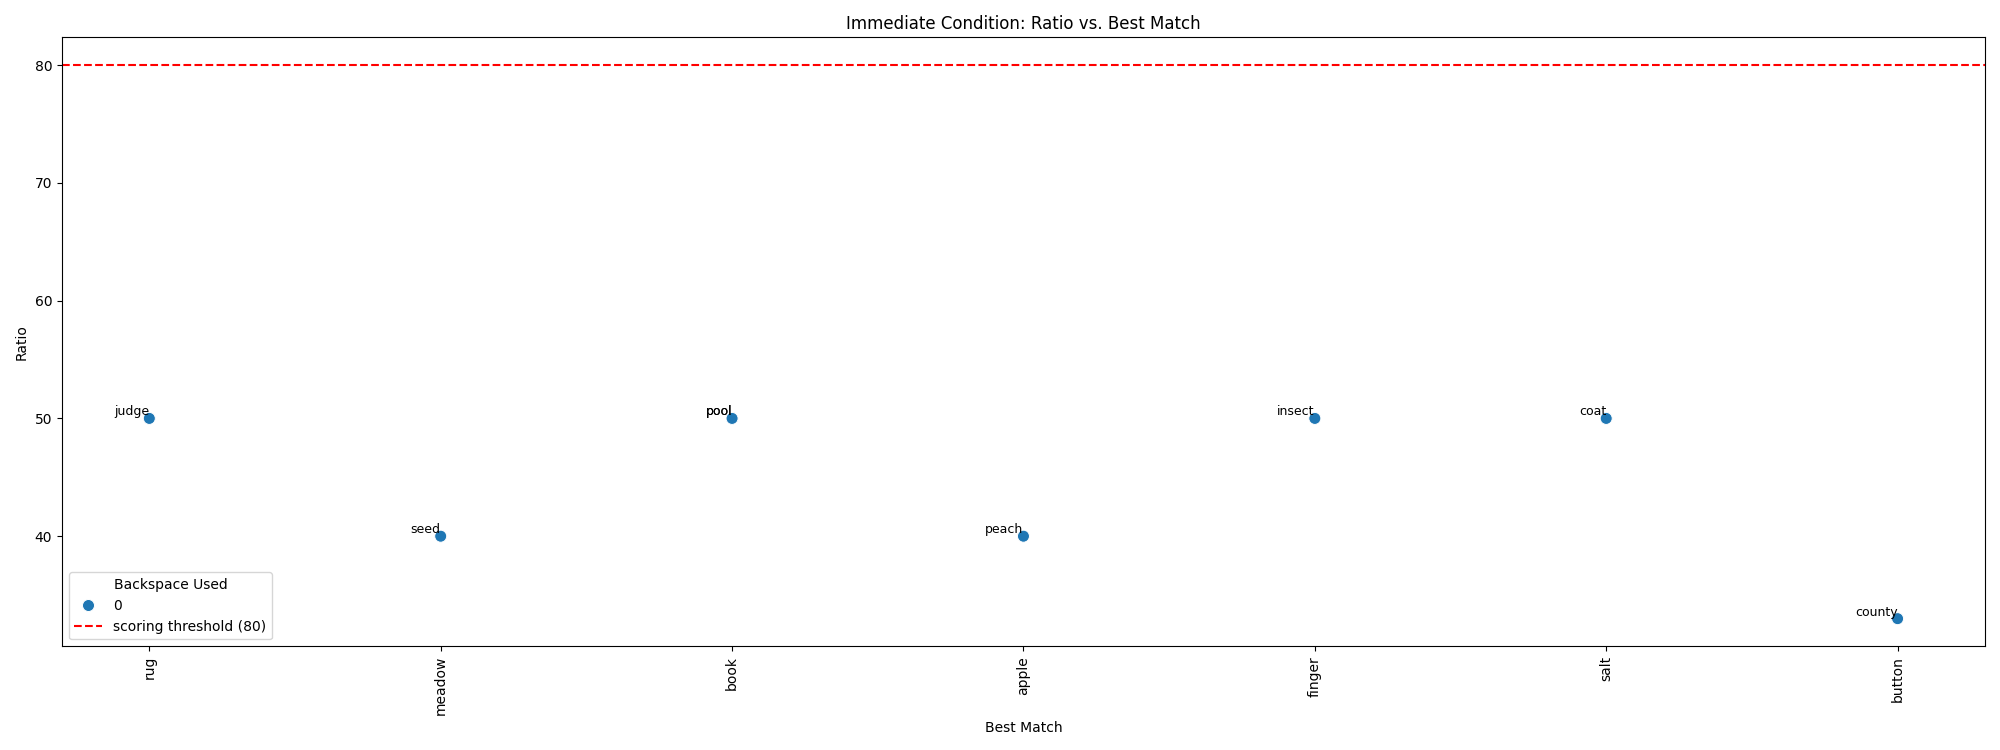 Immediate Condition: Ratio vs. Best Match
80
70
60
50
40
Ratio
judge
pool
insect
coat
seed
peach
county
Backspace Used
0
scoring threshold (80)
rug
meadow
book
apple
finger
salt
button
Best Match